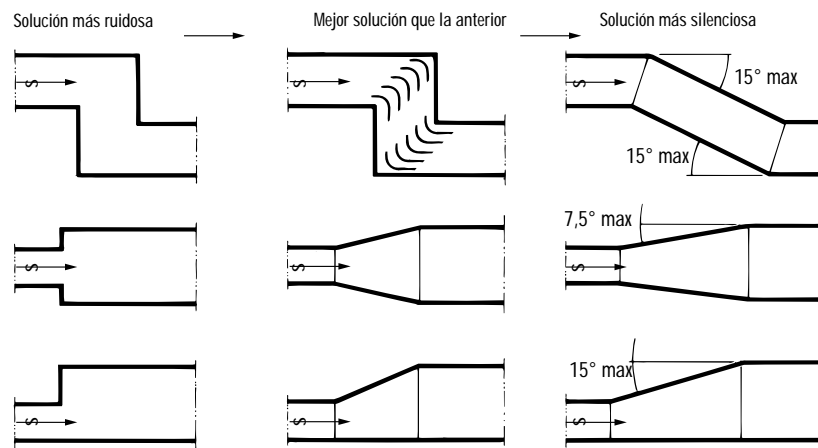 Solución más ruidosa
Mejor solución que la anterior
Solución más silenciosa
S
S
S
15° max
15° max
S
S
S
7,5° max
S
S
S
15° max